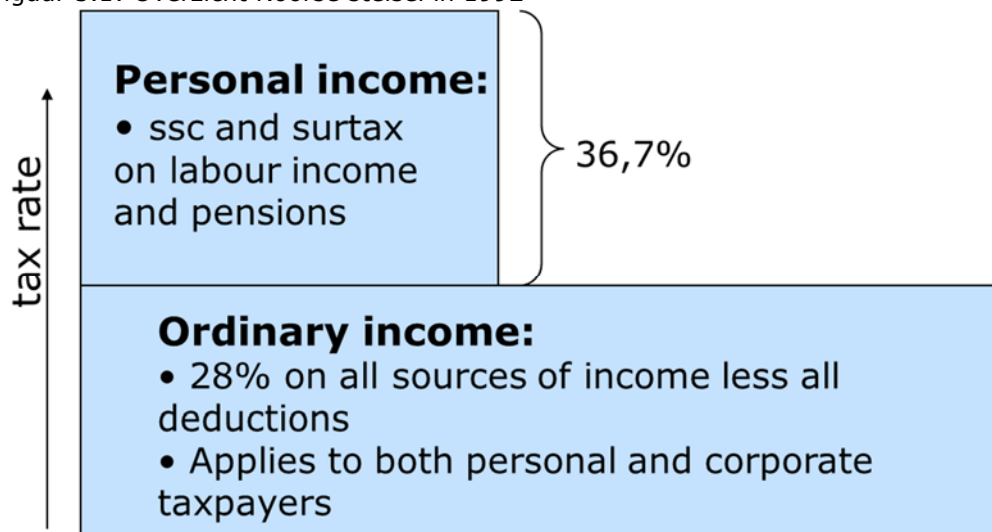 Personal income:
• ssc and surtax
on labour income
and pensions
36,7%
tax rate
Ordinary income:
• 28% on all sources of income less all
deductions
• Applies to both personal and corporate
taxpayers